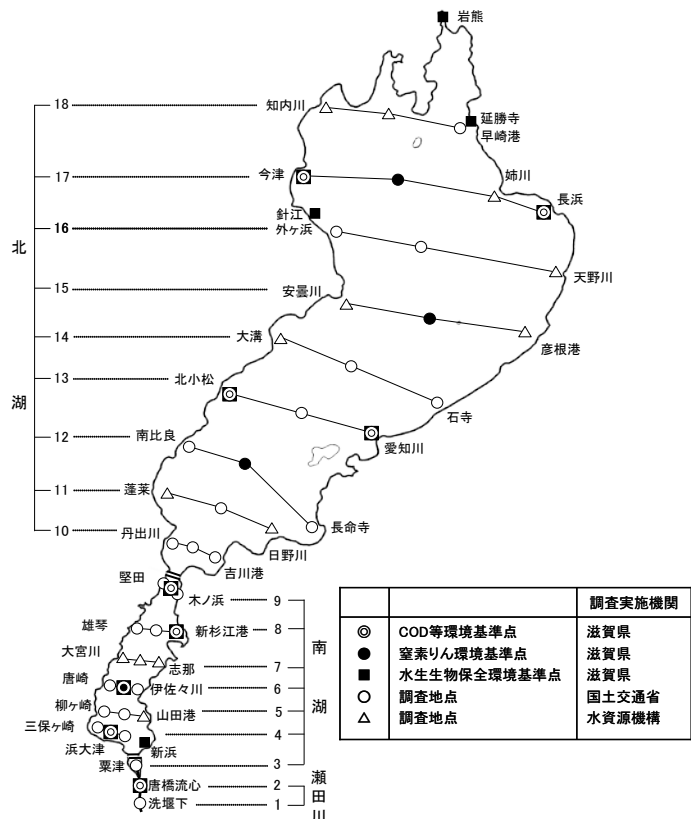 岩熊
18
知内川
延勝寺
早崎港
17
今津
姉川
長浜
針江
16
外ヶ浜
天野川
北
15
安曇川
14
大溝
彦根港
13
北小松
石寺
湖
12
南比良
愛知川
11
蓬莱
10
丹出川
長命寺
日野川
吉川港
堅田
木ノ浜
9
雄琴
新杉江港
8
南
大宮川
志那
7
唐崎
伊佐々川
6
柳ヶ崎
山田港
5
湖
三保ヶ崎
浜大津
新浜
4
粟津
3
瀬田川
唐橋流心
2
洗堰下
1
調査実施機関
◎ COD等環境基準点 滋賀県
● 窒素りん環境基準点 滋賀県
■ 水生生物保全環境基準点 滋賀県
○ 調査地点 国土交通省
△ 調査地点 水資源機構